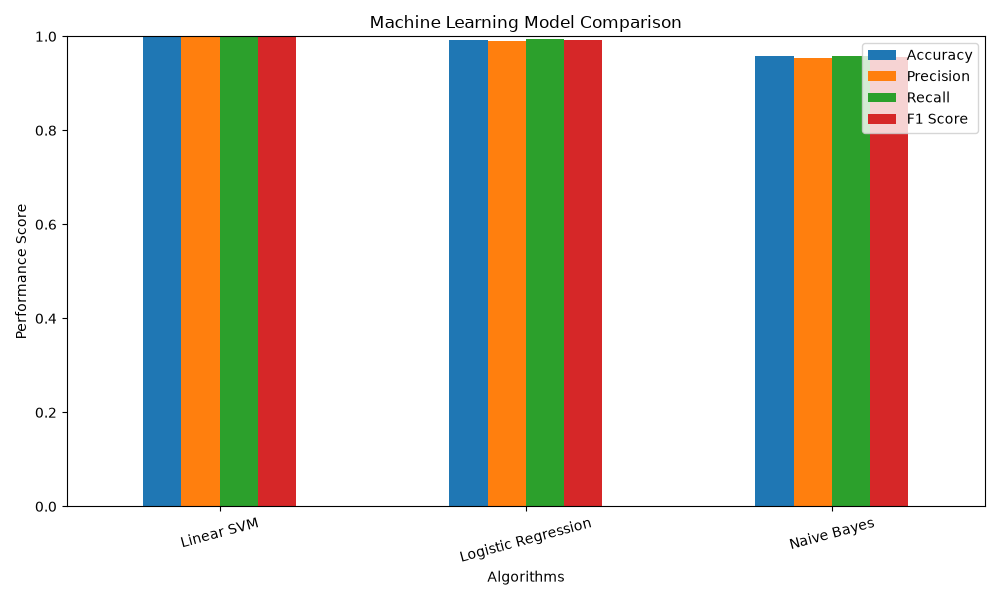 Machine Learning Model Comparison
Accuracy
Precision
Recall
F1 Score
1.0
0.8
0.6
0.4
0.2
0.0
Performance Score
Linear SVM
Logistic Regression
Naive Bayes
Algorithms